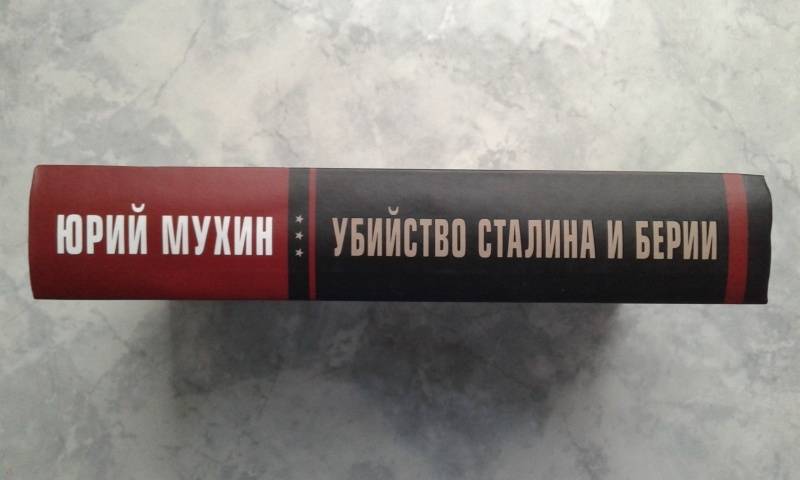 ЮРИЙ МУХИН
УБИЙСТВО СТАЛИНА И БЕРИИ